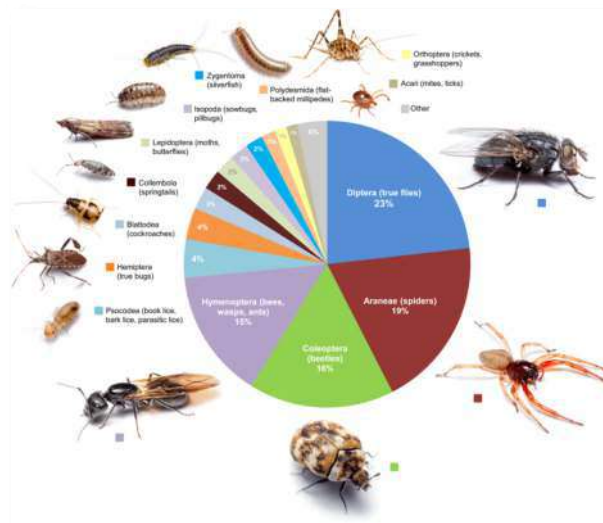 Orthoptera (crickets,
grasshoppers)
Zygentoma
(silverfish)
Polydesmida (flat-
backed millipedes)
Acari (mites, ticks)
Isopoda (sowbugs,
pillbugs)
Other
Lepidoptera (moths,
butterflies)
Collembola
(springtails)
Blattodea
(cockroaches)
Hemiptera
(true bugs)
Psocodea (book lice,
bark lice, parasitic lice)
Diptera (true flies)
23%
Araneae (spiders)
19%
Coleoptera
(beetles)
16%
Hymenoptera (bees,
wasps, ants)
15%
4%
4%